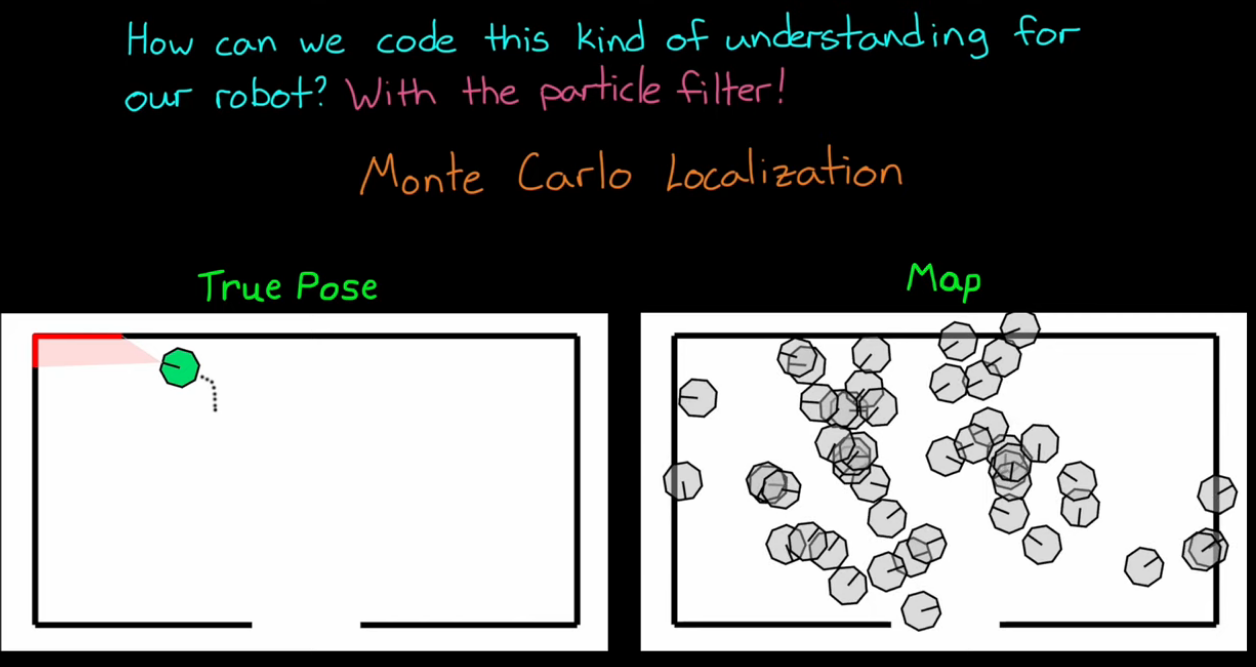 How can we code this kind of understanding for
our robot? With the particle filter!
Monte Carlo Localization
True Pose
Map